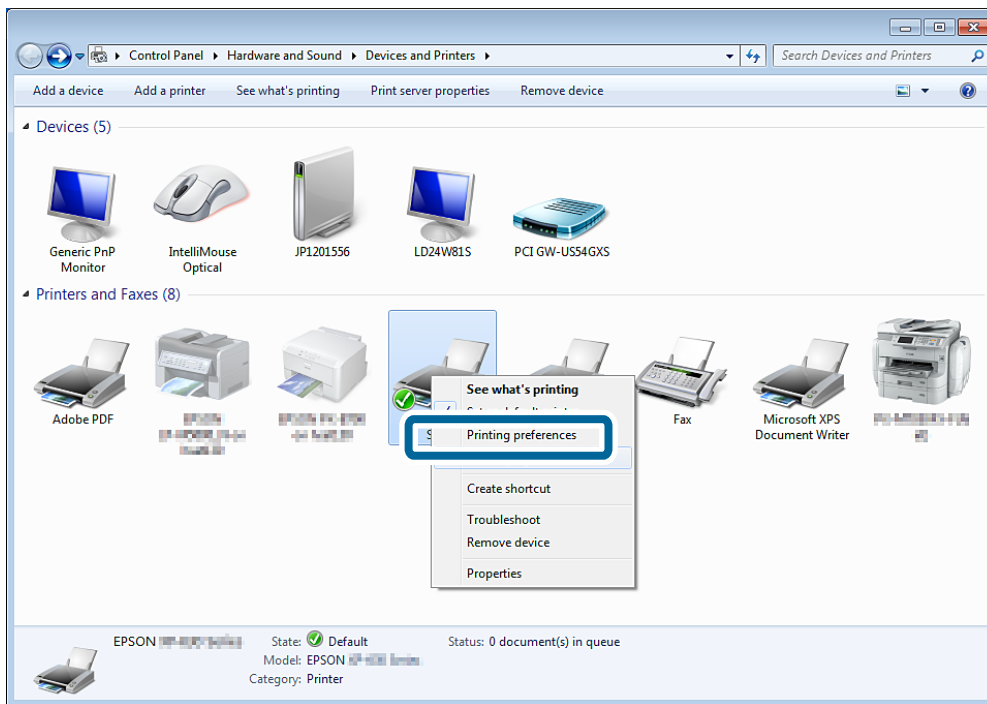 Control Panel Hardware and Sound Devices and Printers
Search Devices and Printers
Add a device Add a printer See what's printing Print server properties Remove device
Devices (5)
Generic PnP
Monitor
IntelliMouse
Optical
JP1201556
LD24W81S
PCI GW-US54GXS
Printers and Faxes (8)
Adobe PDF
Fax
Microsoft XPS
Document Writer
See what's printing
Printing preferences
Create shortcut
Troubleshoot
Remove device
Properties
EPSON
State: Default
Status: 0 document(s) in queue
Model: EPSON
Category: Printer